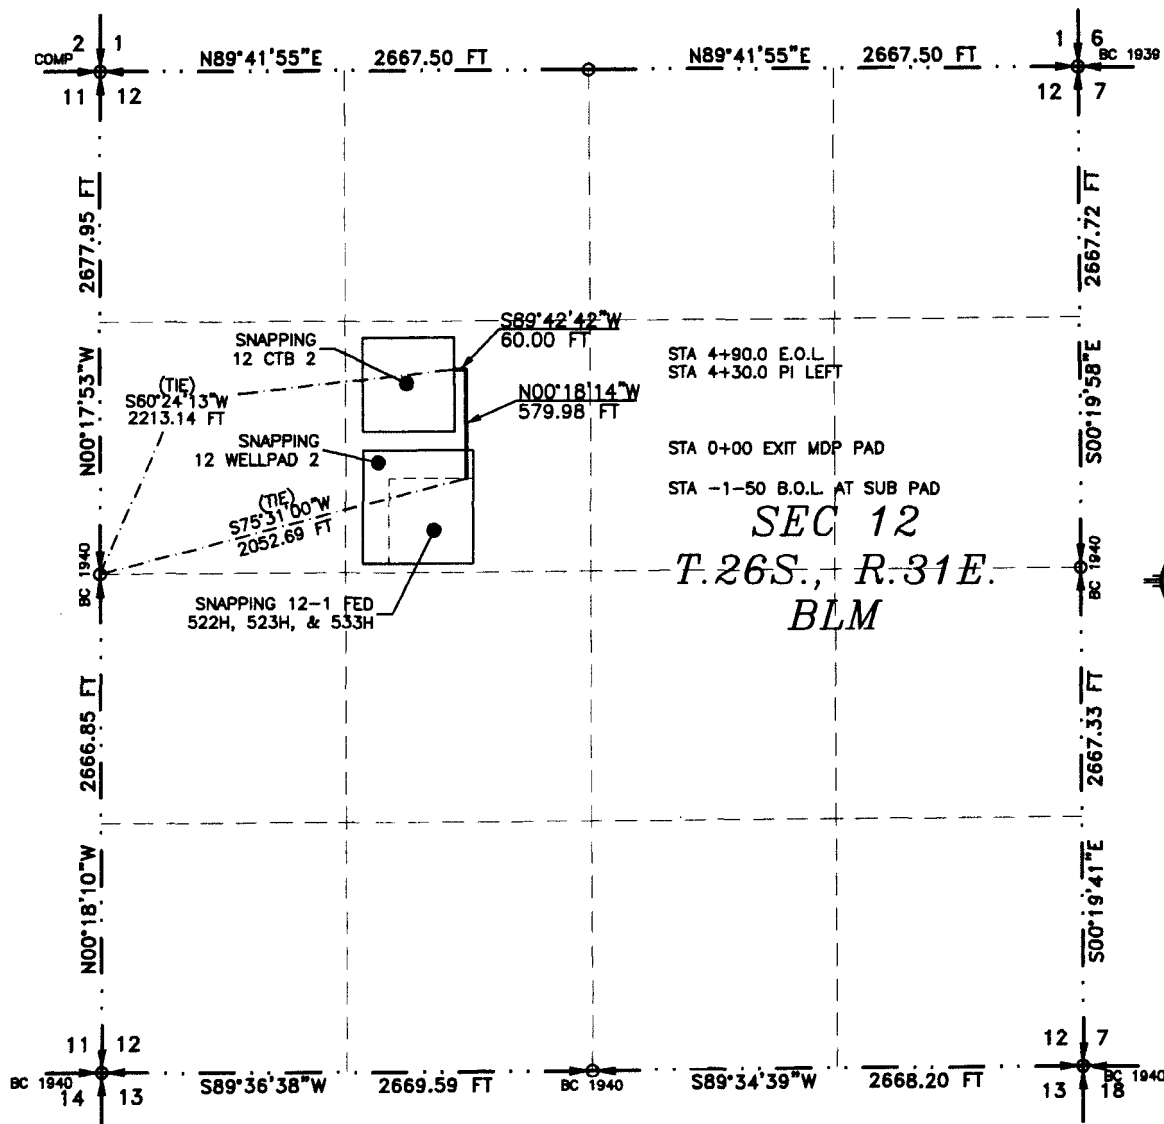 2 1
COMP
11 12
N89°41'55"E 2667.50 FT
N89°41'55"E 2667.50 FT
1 6
BC 1939
12 7
2677.95 FT
N00°17'53"W
2667.72 FT
S00°19'58"E
SNAPPING
12 CTB 2
S89°42'42"W
60.00 FT
(TIE)
S60°24'13"W
2213.14 FT
N00°18'14"W
579.98 FT
STA 4+90.0 E.O.L.
STA 4+30.0 PI LEFT
SNAPPING
12 WELLPAD 2
STA 0+00 EXIT MDP PAD
STA -1-50 B.O.L. AT SUB PAD
(TIE)
S75°31'00"W
2052.69 FT
SEC 12
T.26S., R.31E.
BLM
BC 1940
BC 1940
SNAPPING 12-1 FED
522H, 523H, & 533H
2666.85 FT
N00°18'10"W
2667.33 FT
S00°19'41"E
11 12
BC 1940
14 13
S89°36'38"W 2669.59 FT
BC 1940
S89°34'39"W 2668.20 FT
12 7
BC 1940
13 18